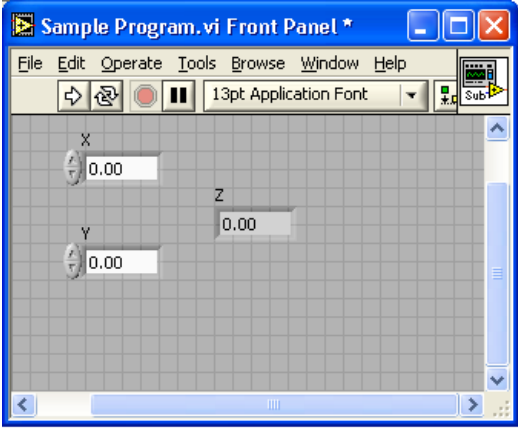 Sample Program.vi Front Panel *
File Edit Operate Tools Browse Window Help
13pt Application Font
Sub
X
0.00
Z
0.00
Y
0.00